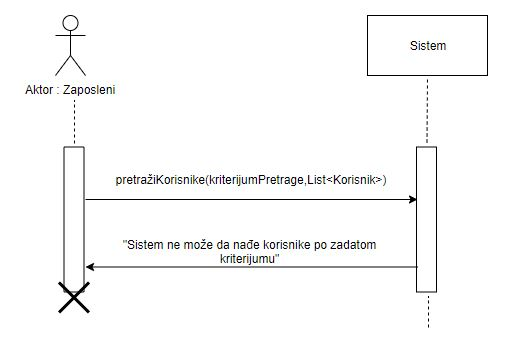 Sistem
Aktor : Zaposleni
pretražiKorisnike(kriterijumPretrage,List<Korisnik>)
"Sistem ne može da nađe korisnike po zadatom
kriterijumu"